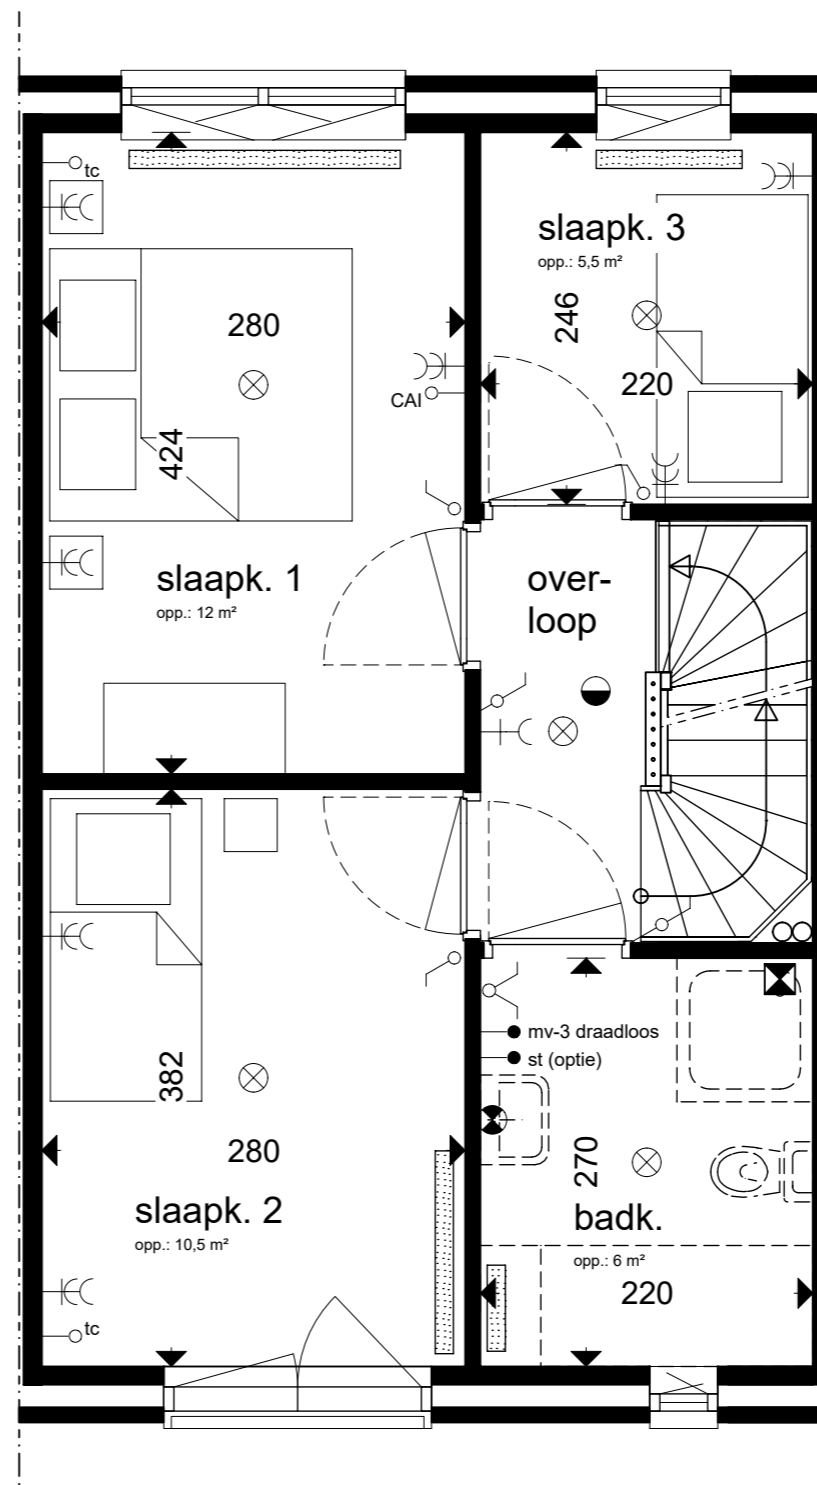 tc
slaapk. 3
opp.: 5,5 m²
246
280
220
CAI
424
slaapk. 1
opp.: 12 m²
over-
loop
mv-3 draadloos
st (optie)
382
280
270
slaapk. 2
opp.: 10,5 m²
badk.
opp.: 6 m²
220
tc